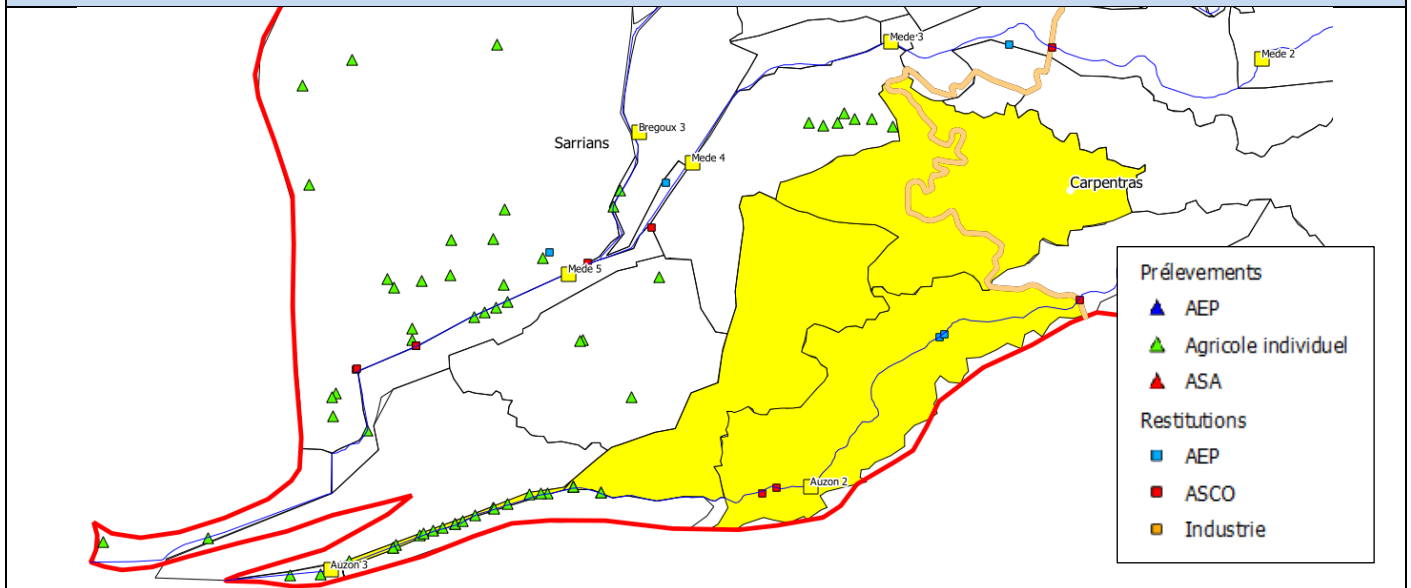 Mede 3
Mede 2
Bregoux 3
Sarrians
Mede 4
Carpentras
Mede 5
Auzon 2
Auzon 3
Prélevements
AEP
Agricole individuel
ASA
Restitutions
AEP
ASCO
Industrie